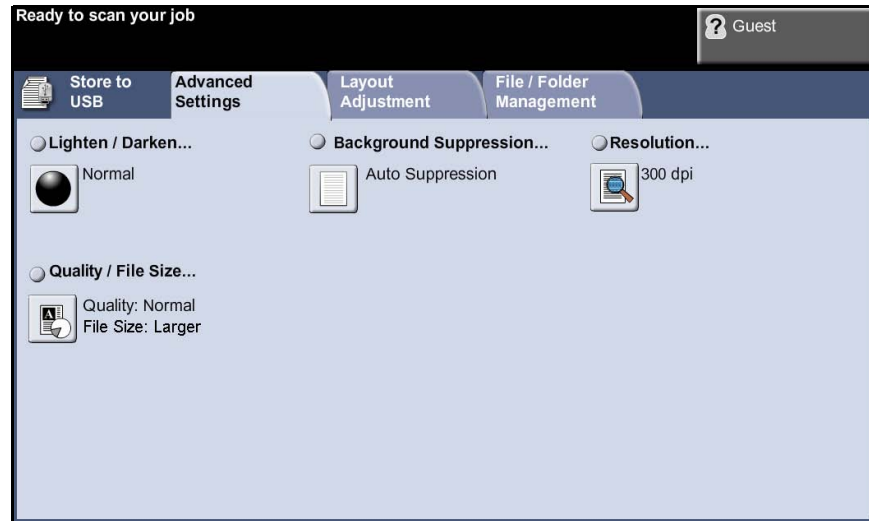 Ready to scan your job
Guest
Store to USB
Advanced Settings
Layout Adjustment
File / Folder Management
Lighten / Darken...
Normal
Background Suppression...
Auto Suppression
Resolution...
300 dpi
Quality / File Size...
Quality: Normal
File Size: Larger